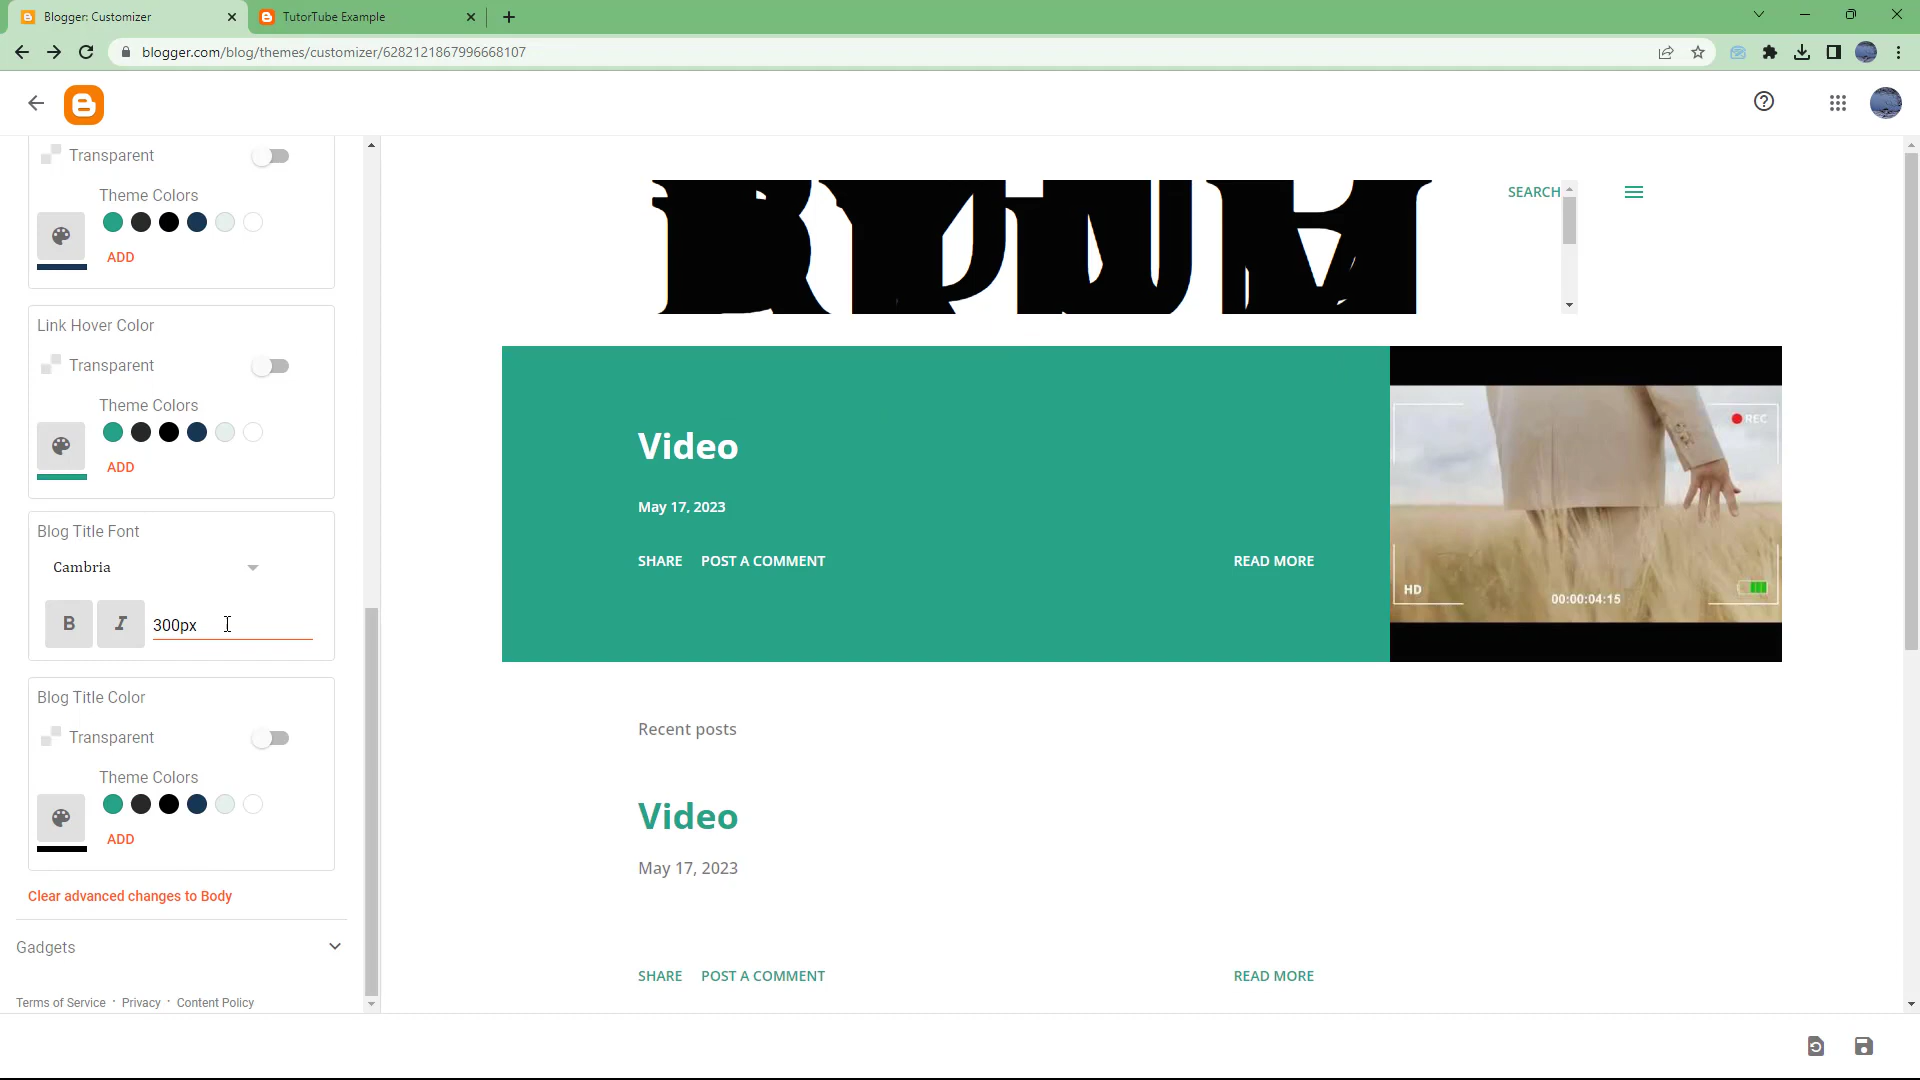 Blogger: Customizer
TutorTube Example
blogger.com/blog/themes/customizer/6282121867996668107
Transparent
Theme Colors
ADD
Link Hover Color
Transparent
Theme Colors
ADD
Blog Title Font
Cambria
B I 300px
Blog Title Color
Transparent
Theme Colors
ADD
Clear advanced changes to Body
Gadgets
Terms of Service · Privacy · Content Policy
SEARCH
Video
May 17, 2023
SHARE POST A COMMENT READ MORE
REC
HD
00:00:04:15
Recent posts
Video
May 17, 2023
SHARE POST A COMMENT READ MORE